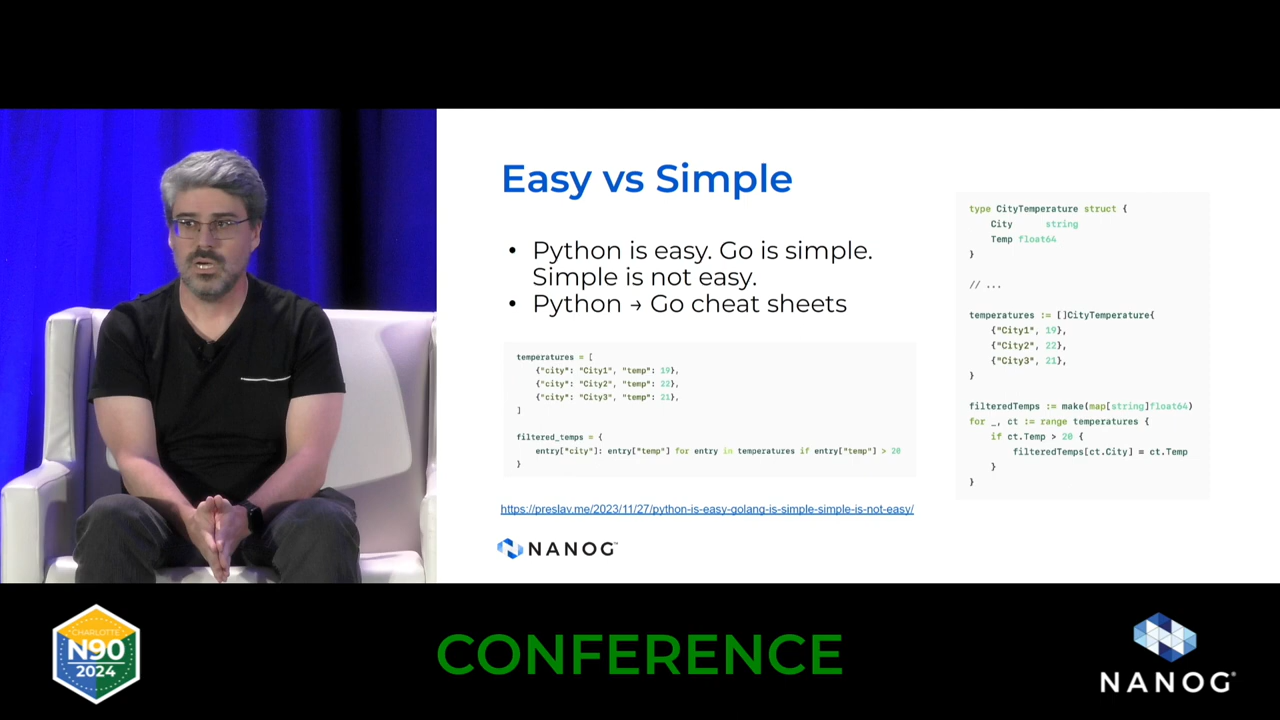 Easy vs Simple
• Python is easy. Go is simple.
Simple is not easy.
• Python → Go cheat sheets
temperatures = [
    {"city": "City1", "temp": 19},
    {"city": "City2", "temp": 22},
    {"city": "City3", "temp": 21},
]
filtered_temps = {
    entry["city"]: entry["temp"] for entry in temperatures if entry["temp"] > 20
}
https://preslav.me/2023/11/27/python-is-easy-golang-is-simple-simple-is-not-easy/
NANOG™
type CityTemperature struct {
    City      string
    Temp float64
}
// ...
temperatures := []CityTemperature{
    {"City1", 19},
    {"City2", 22},
    {"City3", 21},
}
filteredTemps := make(map[string]float64)
for _, ct := range temperatures {
    if ct.Temp > 20 {
        filteredTemps[ct.City] = ct.Temp
    }
}
CHARLOTTE
N90
2024
CONFERENCE
NANOG®